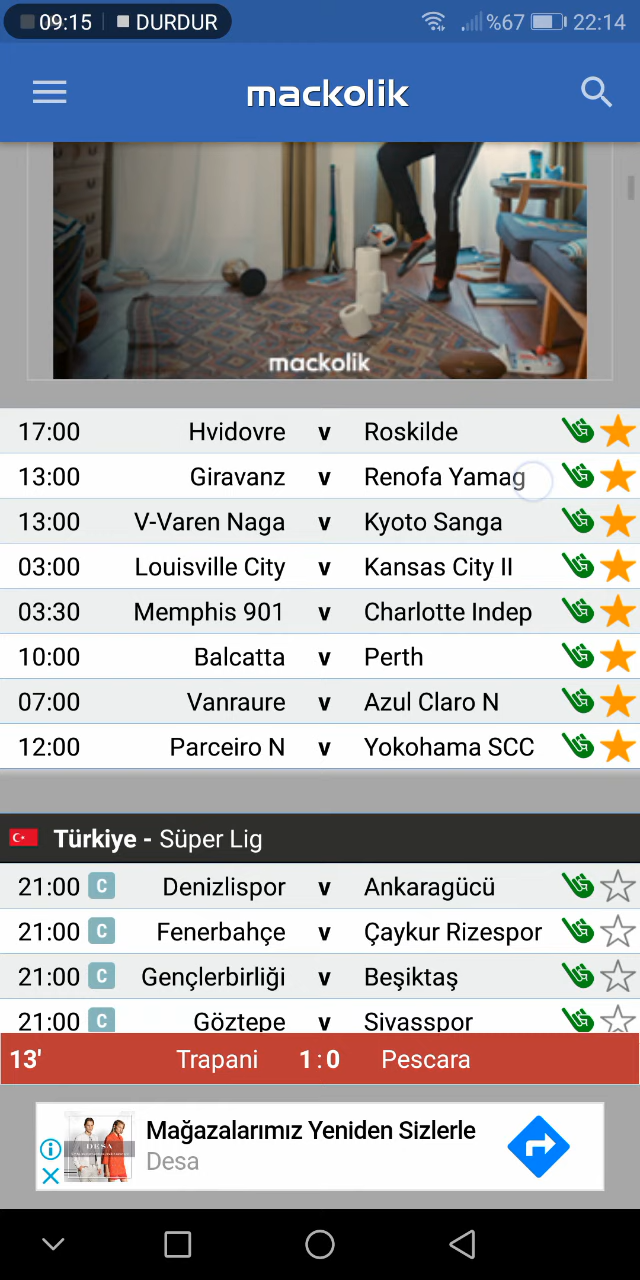 09:15 DURDUR %67 22:14
mackolik
mackolik
17:00 Hvidovre v Roskilde
13:00 Giravanz v Renofa Yamag
13:00 V-Varen Naga v Kyoto Sanga
03:00 Louisville City v Kansas City II
03:30 Memphis 901 v Charlotte Indep
10:00 Balcatta v Perth
07:00 Vanraure v Azul Claro N
12:00 Parceiro N v Yokohama SCC
Türkiye - Süper Lig
21:00 C Denizlispor v Ankaragücü
21:00 C Fenerbahçe v Çaykur Rizespor
21:00 C Gençlerbirliği v Beşiktaş
21:00 C Göztepe v Sivasspor
13' Trapani 1:0 Pescara
Mağazalarımız Yeniden Sizlerle
DESA
Desa